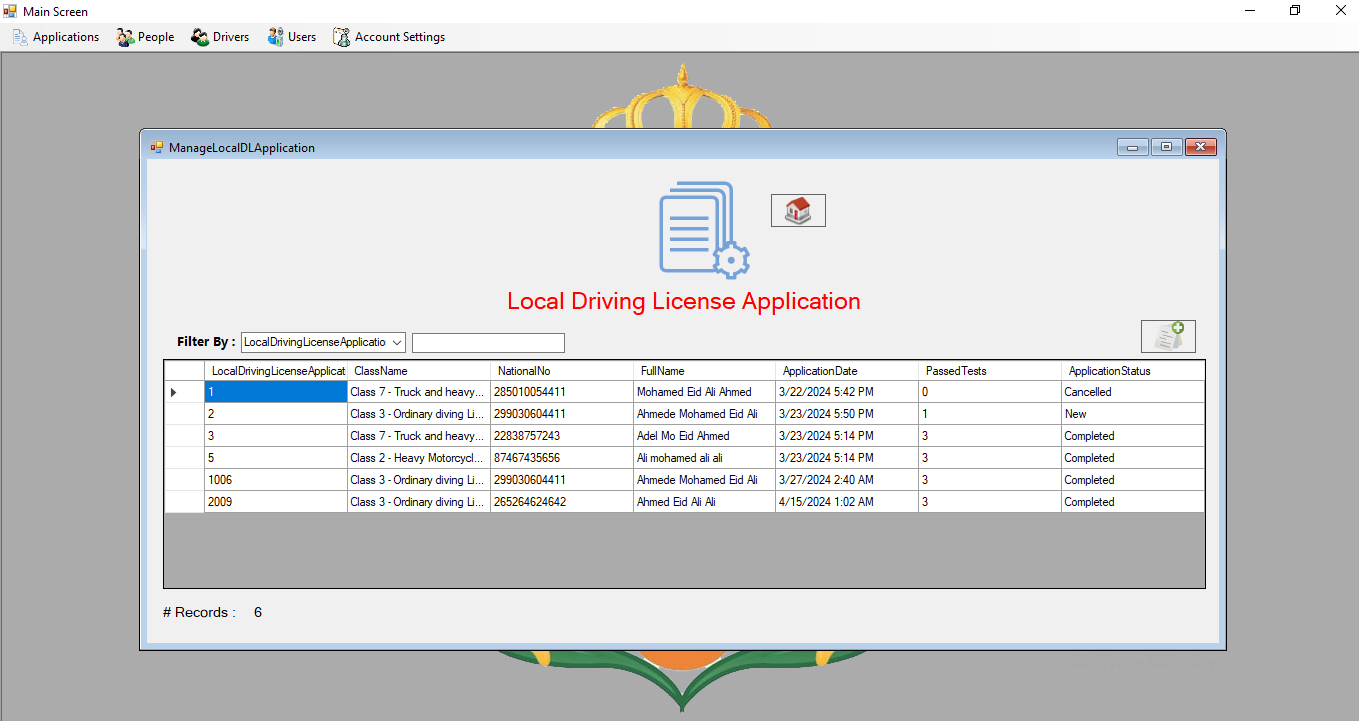 Main Screen
Applications People Drivers Users Account Settings
ManageLocalDLApplication
Local Driving License Application
Filter By : LocalDrivingLicenseApplicatio
LocalDrivingLicenseApplicat ClassName NationalNo FullName ApplicationDate PassedTests ApplicationStatus
1 Class 7 - Truck and heavy... 285010054411 Mohamed Eid Ali Ahmed 3/22/2024 5:42 PM 0 Cancelled
2 Class 3 - Ordinary diving Li... 299030604411 Ahmede Mohamed Eid Ali 3/23/2024 5:50 PM 1 New
3 Class 7 - Truck and heavy... 22838757243 Adel Mo Eid Ahmed 3/23/2024 5:14 PM 3 Completed
5 Class 2 - Heavy Motorcycl... 87467435656 Ali mohamed ali ali 3/23/2024 5:14 PM 3 Completed
1006 Class 3 - Ordinary diving Li... 299030604411 Ahmede Mohamed Eid Ali 3/27/2024 2:40 AM 3 Completed
2009 Class 3 - Ordinary diving Li... 265264624642 Ahmed Eid Ali Ali 4/15/2024 1:02 AM 3 Completed
# Records : 6